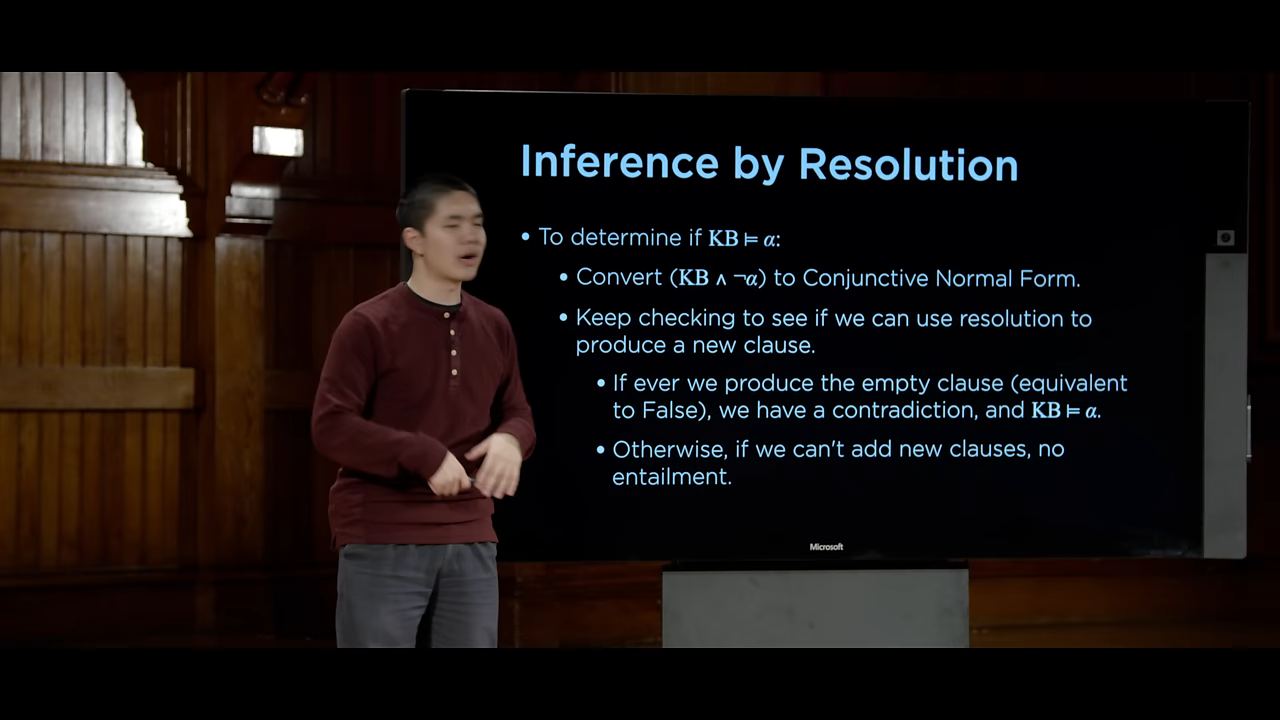 Inference by Resolution
• To determine if KB ⊨ α:
• Convert (KB ∧ ¬α) to Conjunctive Normal Form.
• Keep checking to see if we can use resolution to
produce a new clause.
• If ever we produce the empty clause (equivalent
to False), we have a contradiction, and KB ⊨ α.
• Otherwise, if we can't add new clauses, no
entailment.
Microsoft